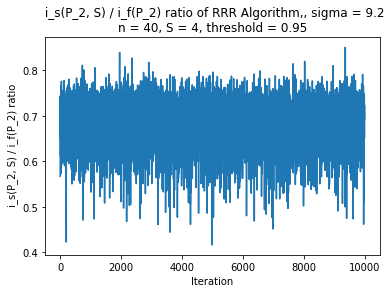 i_s(P_2, S) / i_f(P_2) ratio of RRR Algorithm,, sigma = 9.2
n = 40, S = 4, threshold = 0.95
i_s(P_2, S) / i_f(P_2) ratio
0.8
0.7
0.6
0.5
0.4
0
2000
4000
6000
8000
10000
Iteration